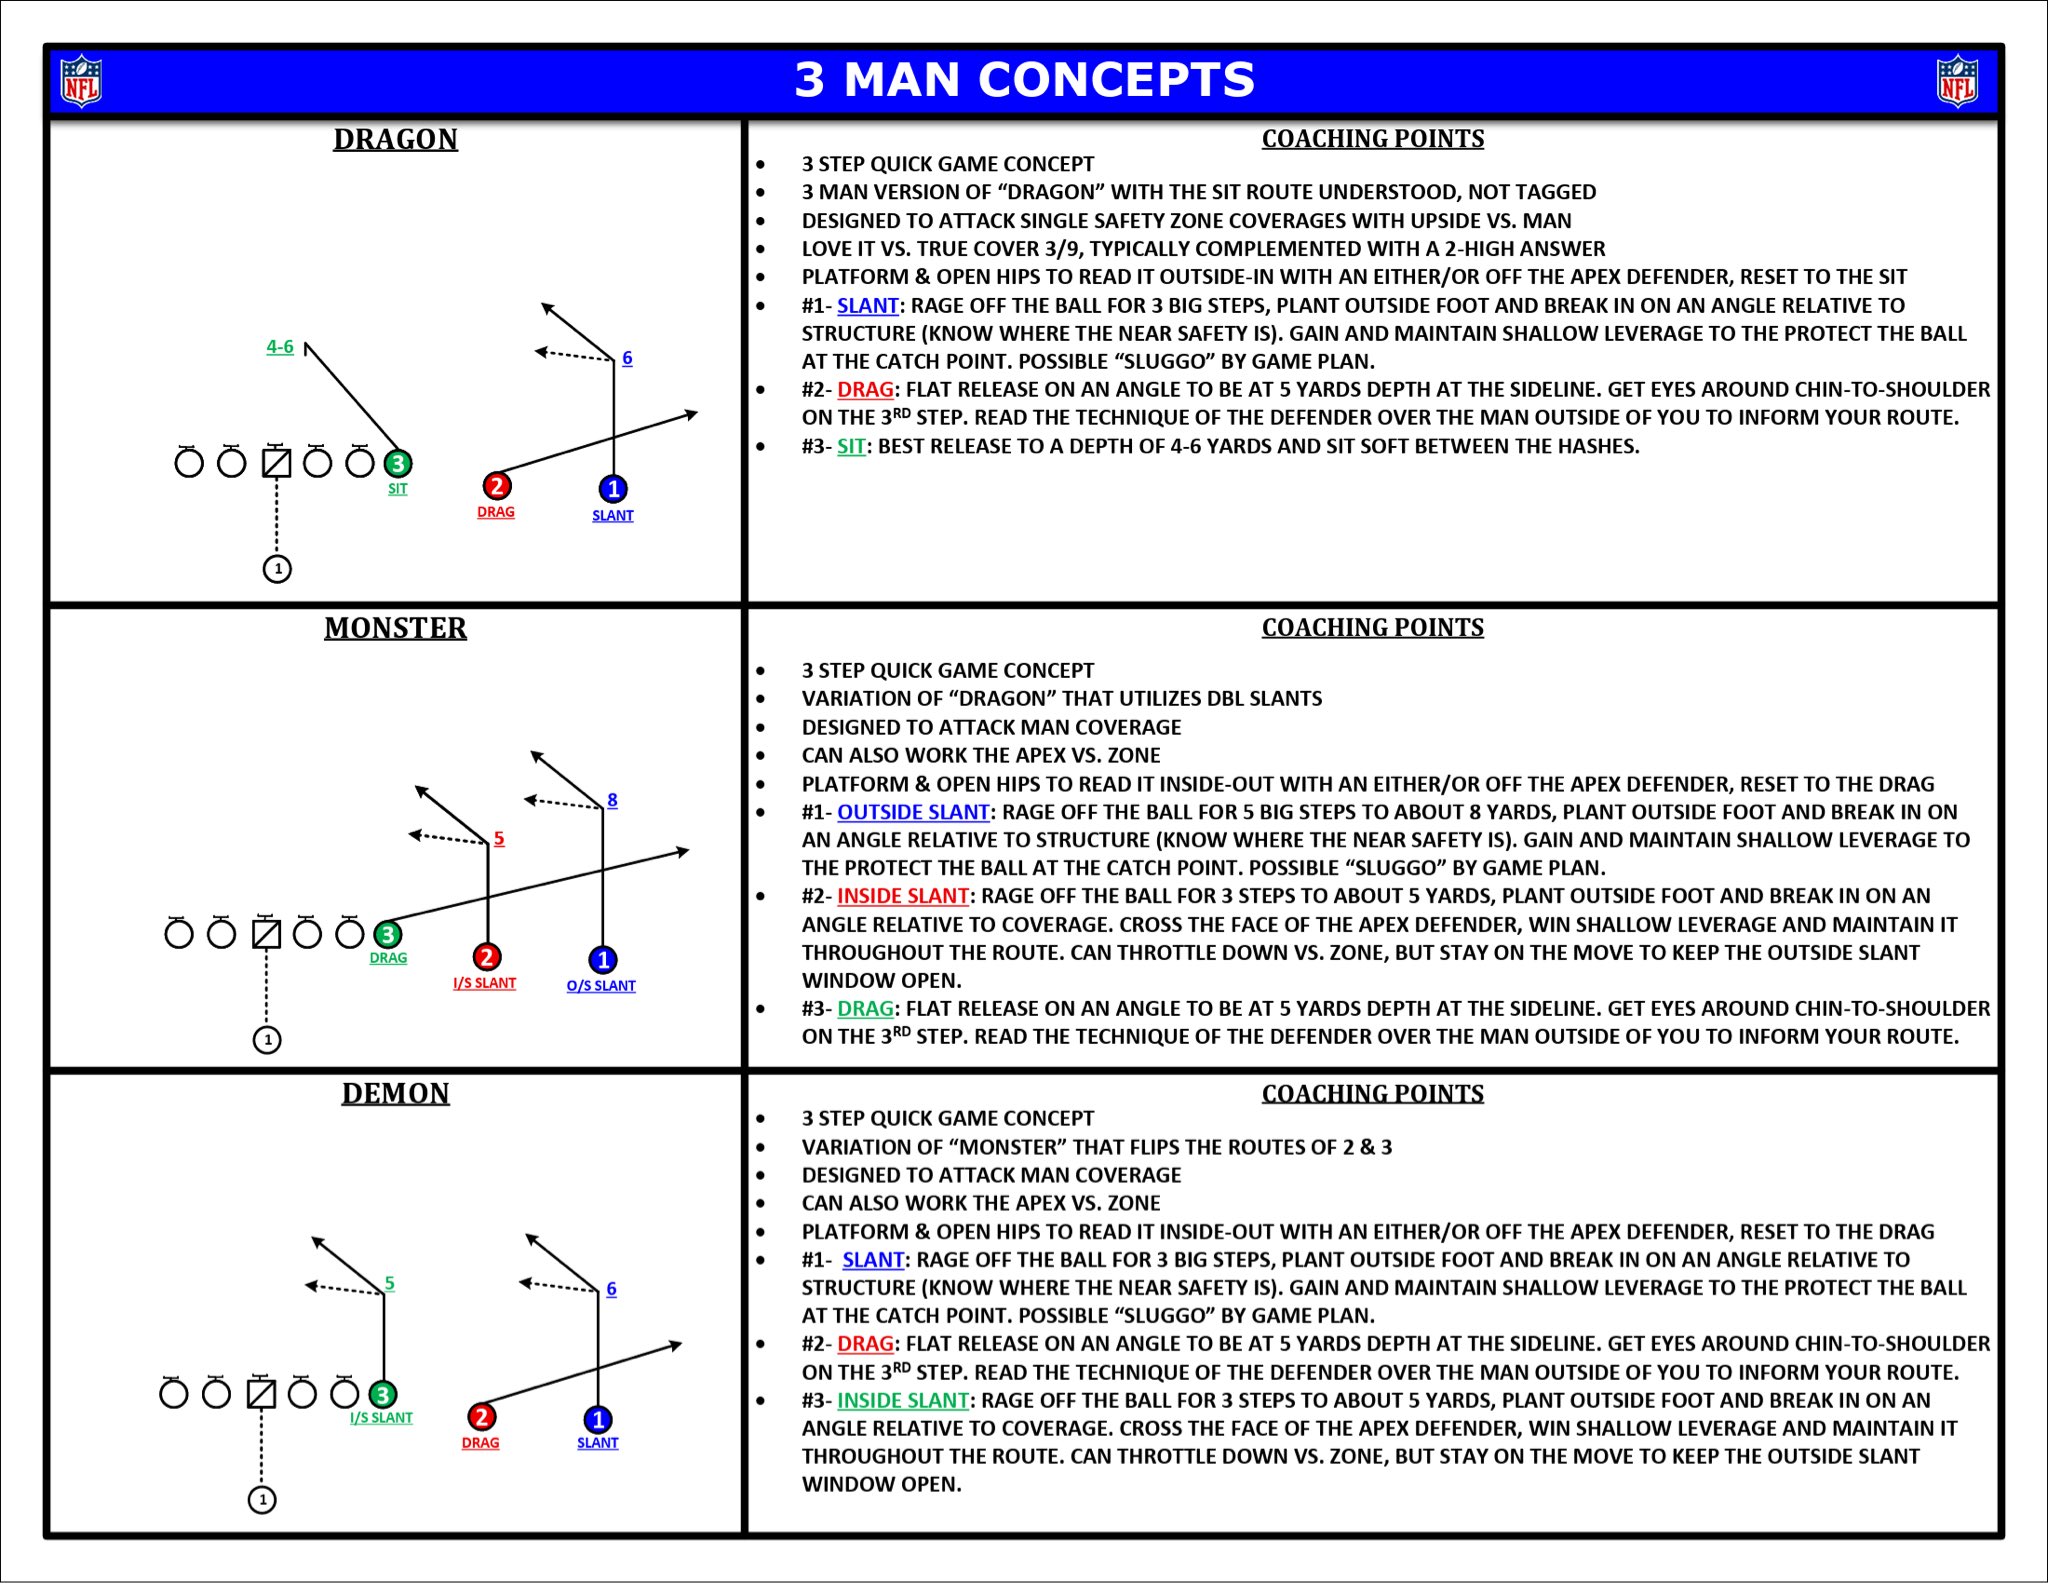 NFL
3 MAN CONCEPTS
NFL
DRAGON
4-6
6
3
SIT
2
DRAG
1
SLANT
1
COACHING POINTS
• 3 STEP QUICK GAME CONCEPT
• 3 MAN VERSION OF “DRAGON” WITH THE SIT ROUTE UNDERSTOOD, NOT TAGGED
• DESIGNED TO ATTACK SINGLE SAFETY ZONE COVERAGES WITH UPSIDE VS. MAN
• LOVE IT VS. TRUE COVER 3/9, TYPICALLY COMPLEMENTED WITH A 2-HIGH ANSWER
• PLATFORM & OPEN HIPS TO READ IT OUTSIDE-IN WITH AN EITHER/OR OFF THE APEX DEFENDER, RESET TO THE SIT
• #1- SLANT: RAGE OFF THE BALL FOR 3 BIG STEPS, PLANT OUTSIDE FOOT AND BREAK IN ON AN ANGLE RELATIVE TO
STRUCTURE (KNOW WHERE THE NEAR SAFETY IS). GAIN AND MAINTAIN SHALLOW LEVERAGE TO THE PROTECT THE BALL
AT THE CATCH POINT. POSSIBLE “SLUGGO” BY GAME PLAN.
• #2- DRAG: FLAT RELEASE ON AN ANGLE TO BE AT 5 YARDS DEPTH AT THE SIDELINE. GET EYES AROUND CHIN-TO-SHOULDER
ON THE 3RD STEP. READ THE TECHNIQUE OF THE DEFENDER OVER THE MAN OUTSIDE OF YOU TO INFORM YOUR ROUTE.
• #3- SIT: BEST RELEASE TO A DEPTH OF 4-6 YARDS AND SIT SOFT BETWEEN THE HASHES.
MONSTER
8
5
3
DRAG
2
I/S SLANT
1
O/S SLANT
1
COACHING POINTS
• 3 STEP QUICK GAME CONCEPT
• VARIATION OF “DRAGON” THAT UTILIZES DBL SLANTS
• DESIGNED TO ATTACK MAN COVERAGE
• CAN ALSO WORK THE APEX VS. ZONE
• PLATFORM & OPEN HIPS TO READ IT INSIDE-OUT WITH AN EITHER/OR OFF THE APEX DEFENDER, RESET TO THE DRAG
• #1- OUTSIDE SLANT: RAGE OFF THE BALL FOR 5 BIG STEPS TO ABOUT 8 YARDS, PLANT OUTSIDE FOOT AND BREAK IN ON
AN ANGLE RELATIVE TO STRUCTURE (KNOW WHERE THE NEAR SAFETY IS). GAIN AND MAINTAIN SHALLOW LEVERAGE TO
THE PROTECT THE BALL AT THE CATCH POINT. POSSIBLE “SLUGGO” BY GAME PLAN.
• #2- INSIDE SLANT: RAGE OFF THE BALL FOR 3 STEPS TO ABOUT 5 YARDS, PLANT OUTSIDE FOOT AND BREAK IN ON AN
ANGLE RELATIVE TO COVERAGE. CROSS THE FACE OF THE APEX DEFENDER, WIN SHALLOW LEVERAGE AND MAINTAIN IT
THROUGHOUT THE ROUTE. CAN THROTTLE DOWN VS. ZONE, BUT STAY ON THE MOVE TO KEEP THE OUTSIDE SLANT
WINDOW OPEN.
• #3- DRAG: FLAT RELEASE ON AN ANGLE TO BE AT 5 YARDS DEPTH AT THE SIDELINE. GET EYES AROUND CHIN-TO-SHOULDER
ON THE 3RD STEP. READ THE TECHNIQUE OF THE DEFENDER OVER THE MAN OUTSIDE OF YOU TO INFORM YOUR ROUTE.
DEMON
5
6
3
I/S SLANT
2
DRAG
1
SLANT
1
COACHING POINTS
• 3 STEP QUICK GAME CONCEPT
• VARIATION OF “MONSTER” THAT FLIPS THE ROUTES OF 2 & 3
• DESIGNED TO ATTACK MAN COVERAGE
• CAN ALSO WORK THE APEX VS. ZONE
• PLATFORM & OPEN HIPS TO READ IT INSIDE-OUT WITH AN EITHER/OR OFF THE APEX DEFENDER, RESET TO THE DRAG
• #1- SLANT: RAGE OFF THE BALL FOR 3 BIG STEPS, PLANT OUTSIDE FOOT AND BREAK IN ON AN ANGLE RELATIVE TO
STRUCTURE (KNOW WHERE THE NEAR SAFETY IS). GAIN AND MAINTAIN SHALLOW LEVERAGE TO THE PROTECT THE BALL
AT THE CATCH POINT. POSSIBLE “SLUGGO” BY GAME PLAN.
• #2- DRAG: FLAT RELEASE ON AN ANGLE TO BE AT 5 YARDS DEPTH AT THE SIDELINE. GET EYES AROUND CHIN-TO-SHOULDER
ON THE 3RD STEP. READ THE TECHNIQUE OF THE DEFENDER OVER THE MAN OUTSIDE OF YOU TO INFORM YOUR ROUTE.
• #3- INSIDE SLANT: RAGE OFF THE BALL FOR 3 STEPS TO ABOUT 5 YARDS, PLANT OUTSIDE FOOT AND BREAK IN ON AN
ANGLE RELATIVE TO COVERAGE. CROSS THE FACE OF THE APEX DEFENDER, WIN SHALLOW LEVERAGE AND MAINTAIN IT
THROUGHOUT THE ROUTE. CAN THROTTLE DOWN VS. ZONE, BUT STAY ON THE MOVE TO KEEP THE OUTSIDE SLANT
WINDOW OPEN.